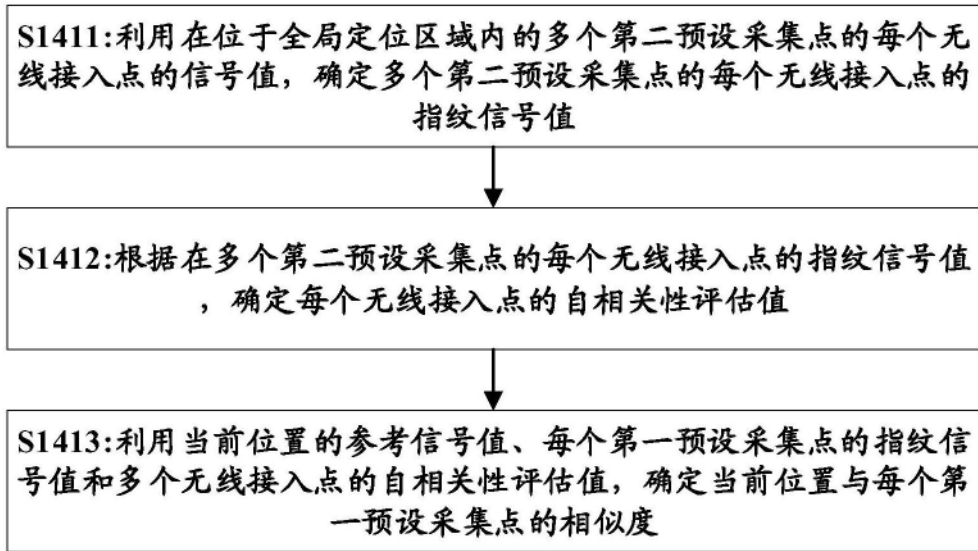 S1411:利用在位于全局定位区域内的多个第二预设采集点的每个无
线接入点的信号值，确定多个第二预设采集点的每个无线接入点的
指纹信号值
S1412:根据在多个第二预设采集点的每个无线接入点的指纹信号值
，确定每个无线接入点的自相关性评估值
S1413:利用当前位置的参考信号值、每个第一预设采集点的指纹信
号值和多个无线接入点的自相关性评估值，确定当前位置与每个第
一预设采集点的相似度